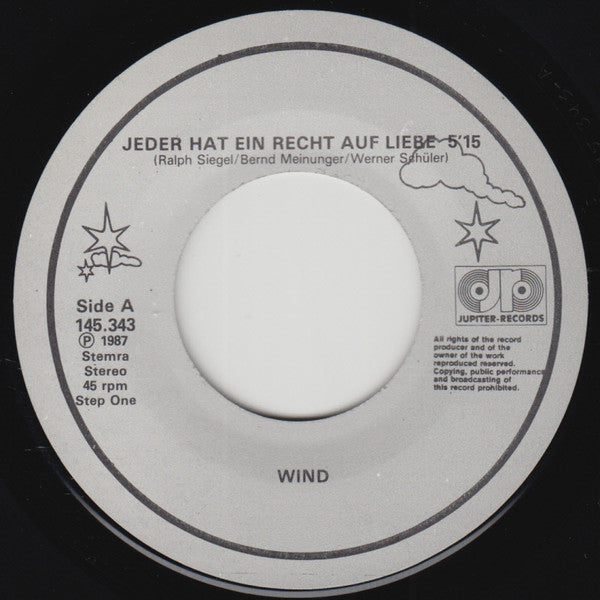 JEDER HAT EIN RECHT AUF LIEBE 5'15
(Ralph Siegel/Bernd Meinunger/Werner Schüler)
Side A
145.343
Ⓟ 1987
Stemra
Stereo
45 rpm
Step One
JUPITER-RECORDS
All rights of the record
producer and of the
owner of the work
reproduced reserved.
Copying, public performance
and broadcasting of
this record prohibited.
WIND